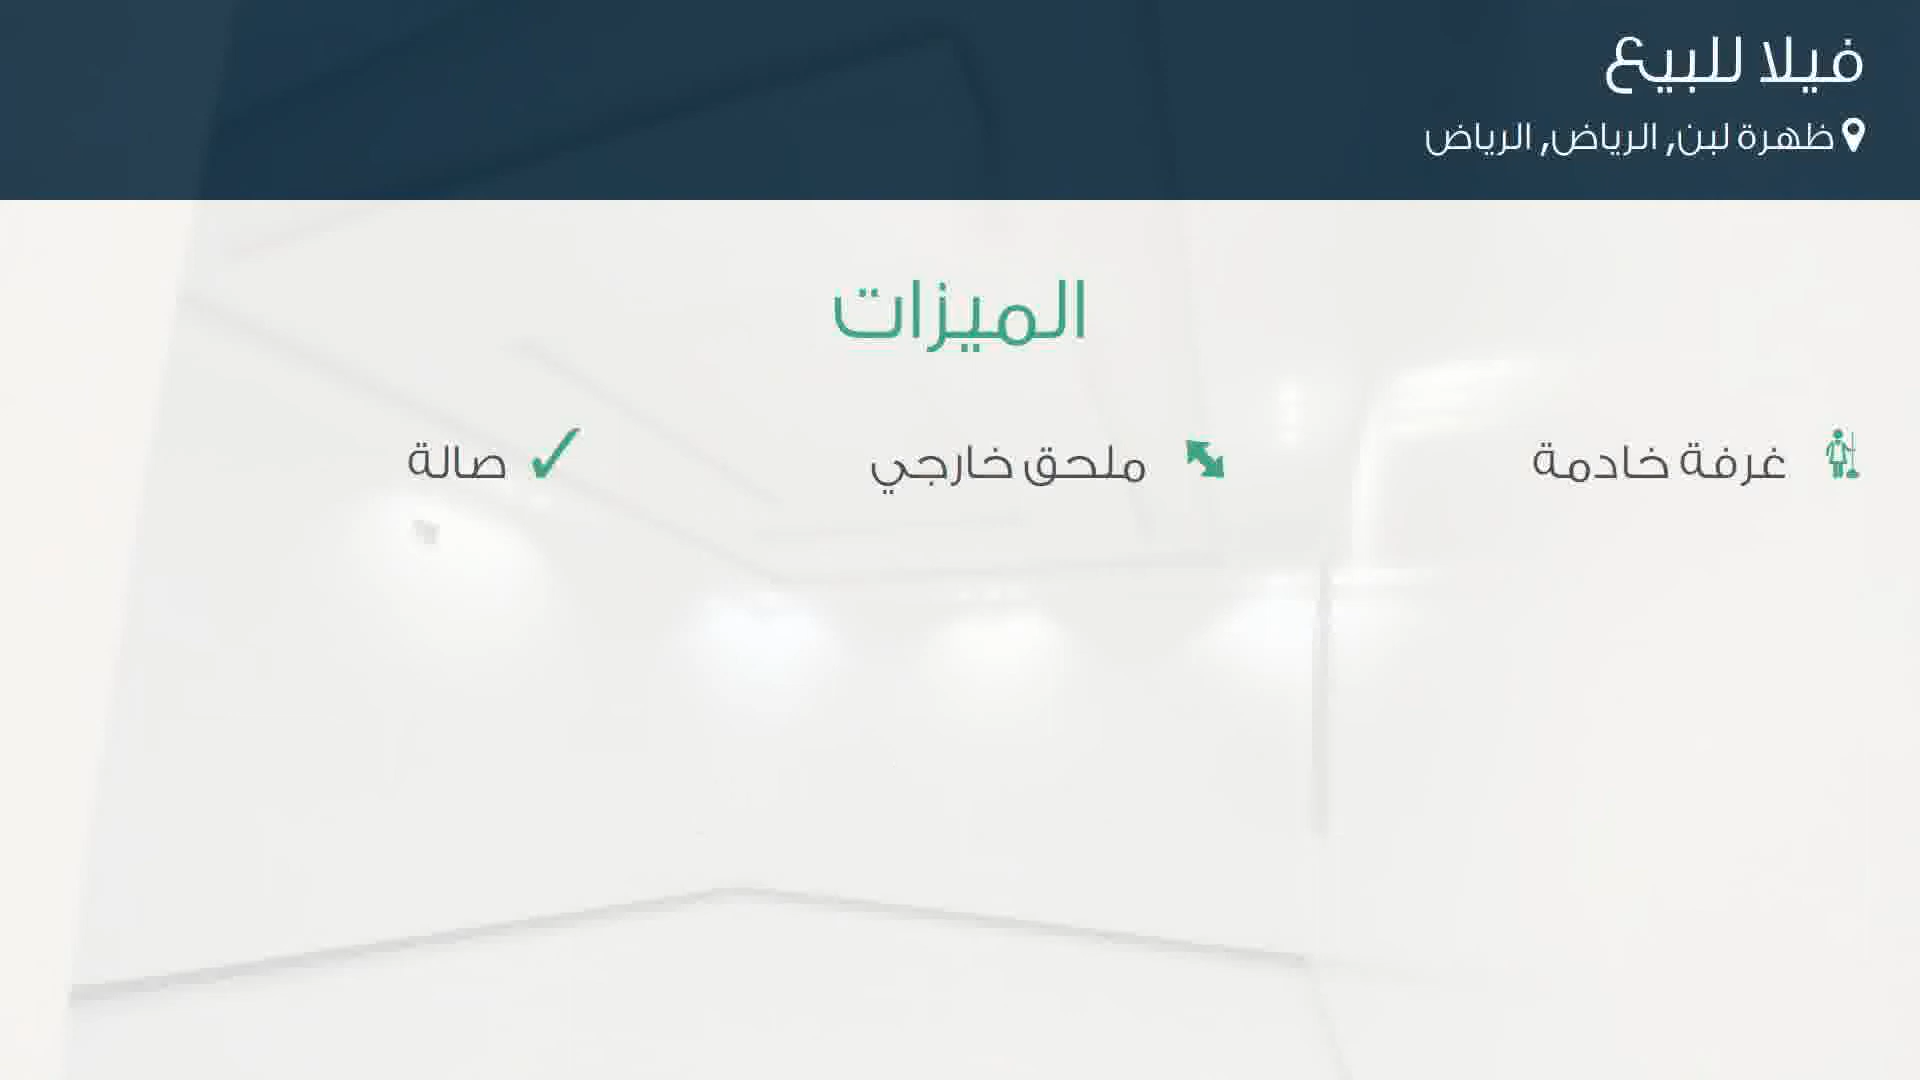 فيلا للبيع
ظهرة لبن, الرياض, الرياض
الميزات
غرفة خادمة
ملحق خارجي
صالة